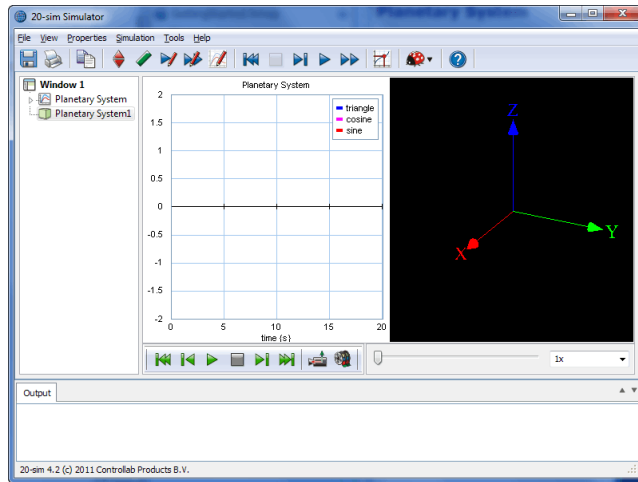 20-sim Simulator
Planetary System
File View Properties Simulation Tools Help
Window 1
Planetary System
Planetary System1
Planetary System
triangle
cosine
sine
2
1.5
1
0.5
0
-0.5
-1
-1.5
-2
0 5 10 15 20
time {s}
Z
Y
X
1x
Output
20-sim 4.2 (c) 2011 Controllab Products B.V.